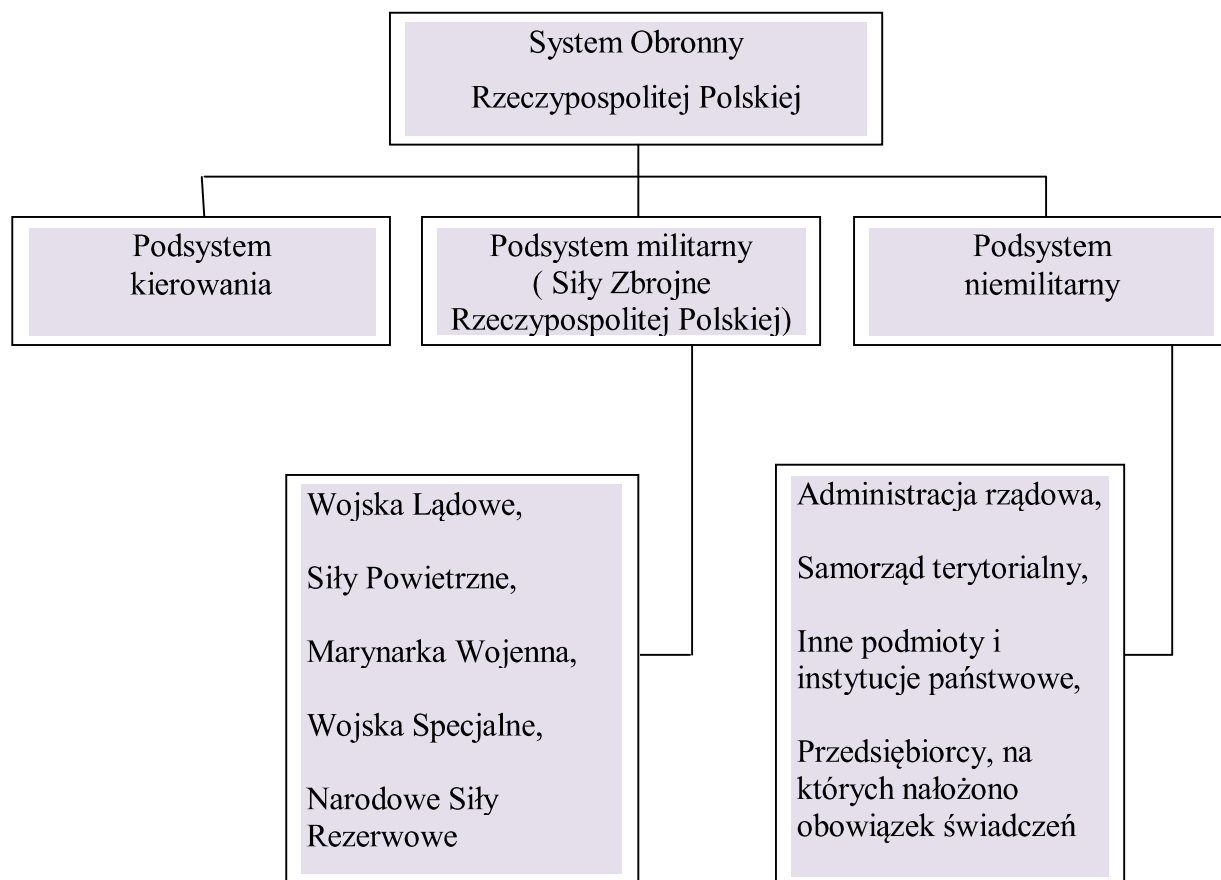 System Obronny
Rzeczypospolitej Polskiej
Podsystem
kierowania
Podsystem militarny
( Siły Zbrojne
Rzeczypospolitej Polskiej)
Podsystem
niemilitarny
Wojska Lądowe,
Siły Powietrzne,
Marynarka Wojenna,
Wojska Specjalne,
Narodowe Siły
Rezerwowe
Administracja rządowa,
Samorząd terytorialny,
Inne podmioty i
instytucje państwowe,
Przedsiębiorcy, na
których nałożono
obowiązek świadczeń